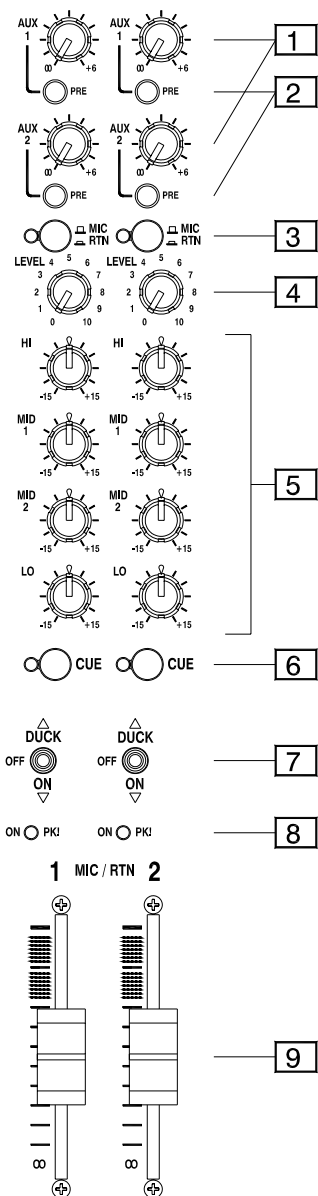 AUX 1 AUX 1
∞ +6 ∞ +6 1
PRE PRE 2
AUX 2 AUX 2
∞ +6 ∞ +6
PRE PRE
MIC MIC 3
RTN RTN
LEVEL 4 5 6 LEVEL 4 5 6
3 7 3 7
2 8 2 8 4
1 9 1 9
0 10 0 10
HI HI
-15 +15 -15 +15
MID 1 MID 1
-15 +15 -15 +15 5
MID 2 MID 2
-15 +15 -15 +15
LO LO
-15 +15 -15 +15
CUE CUE 6
DUCK DUCK
OFF OFF 7
ON ON
ON PK! ON PK! 8
1 MIC / RTN 2
9
∞ ∞